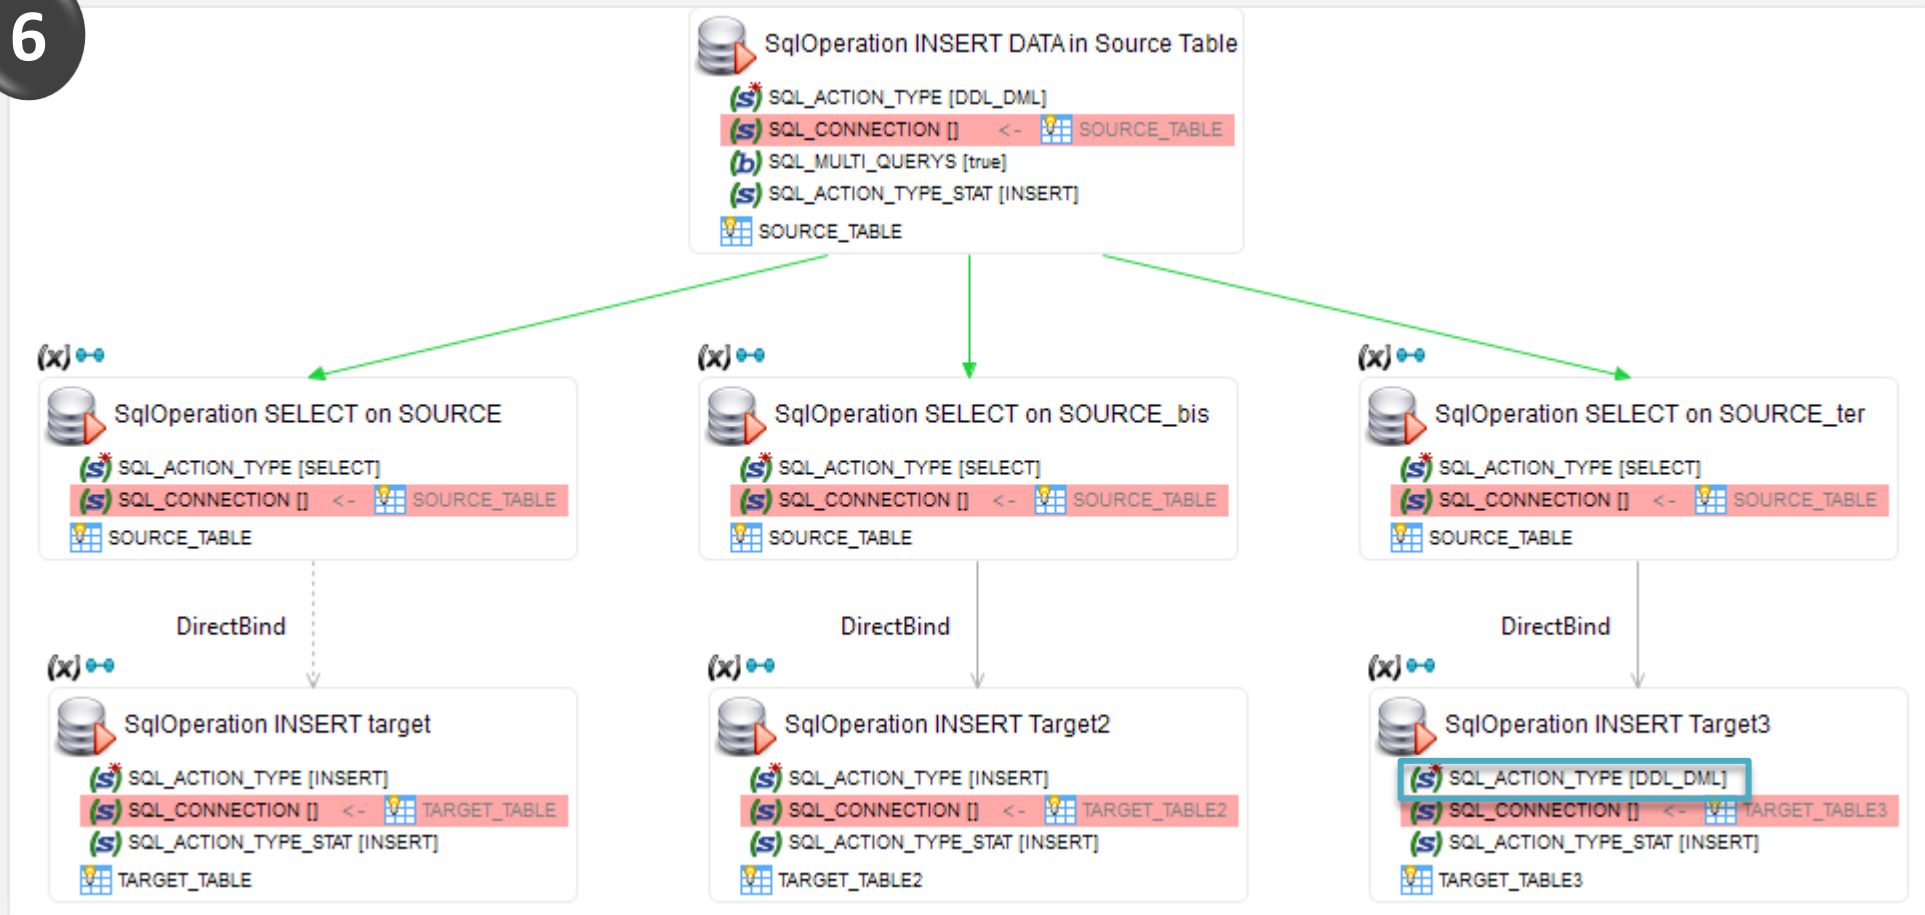 6
SqlOperation INSERT DATA in Source Table
(s) SQL_ACTION_TYPE [DDL_DML]
(s) SQL_CONNECTION [] <- SOURCE_TABLE
(b) SQL_MULTI_QUERYS [true]
(s) SQL_ACTION_TYPE_STAT [INSERT]
SOURCE_TABLE
(x)
SqlOperation SELECT on SOURCE
(s) SQL_ACTION_TYPE [SELECT]
(s) SQL_CONNECTION [] <- SOURCE_TABLE
SOURCE_TABLE
(x)
SqlOperation SELECT on SOURCE_bis
(s) SQL_ACTION_TYPE [SELECT]
(s) SQL_CONNECTION [] <- SOURCE_TABLE
SOURCE_TABLE
(x)
SqlOperation SELECT on SOURCE_ter
(s) SQL_ACTION_TYPE [SELECT]
(s) SQL_CONNECTION [] <- SOURCE_TABLE
SOURCE_TABLE
DirectBind
DirectBind
DirectBind
(x)
SqlOperation INSERT target
(s) SQL_ACTION_TYPE [INSERT]
(s) SQL_CONNECTION [] <- TARGET_TABLE
(s) SQL_ACTION_TYPE_STAT [INSERT]
TARGET_TABLE
(x)
SqlOperation INSERT Target2
(s) SQL_ACTION_TYPE [INSERT]
(s) SQL_CONNECTION [] <- TARGET_TABLE2
(s) SQL_ACTION_TYPE_STAT [INSERT]
TARGET_TABLE2
(x)
SqlOperation INSERT Target3
(s) SQL_ACTION_TYPE [DDL_DML]
(s) SQL_CONNECTION [] <- TARGET_TABLE3
(s) SQL_ACTION_TYPE_STAT [INSERT]
TARGET_TABLE3